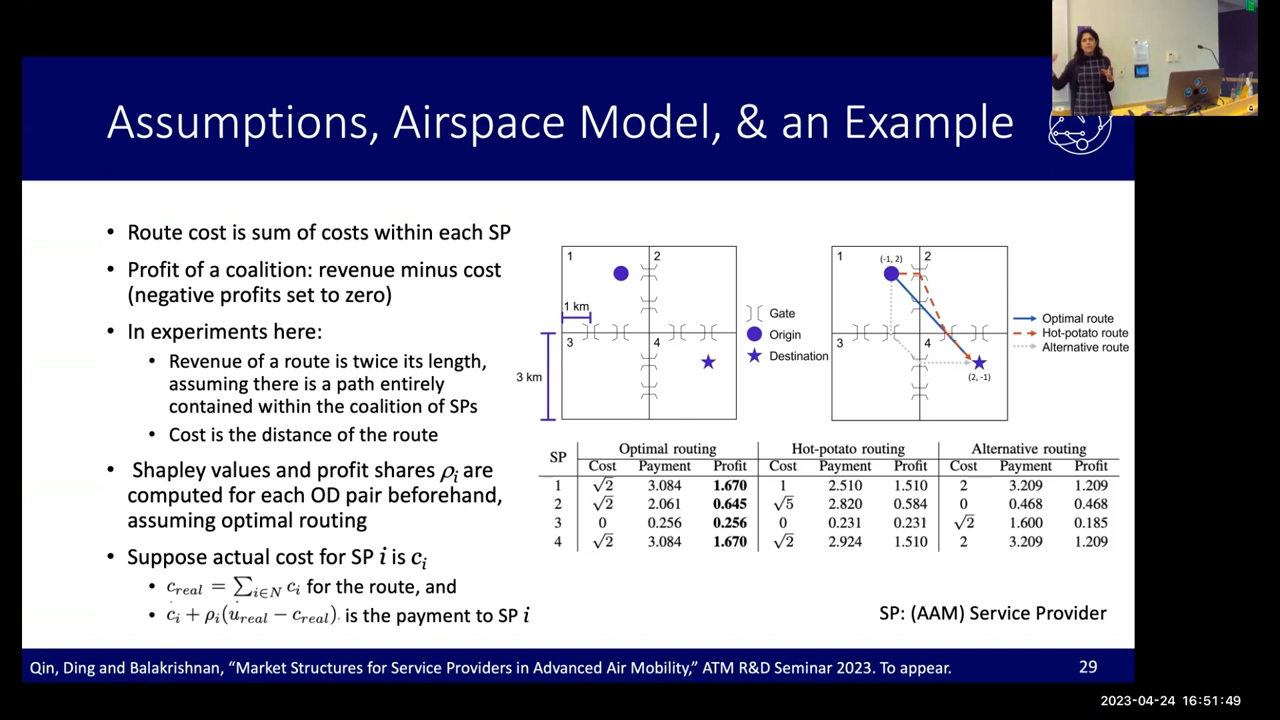 Assumptions, Airspace Model, & an Example
• Route cost is sum of costs within each SP
• Profit of a coalition: revenue minus cost
(negative profits set to zero)
• In experiments here:
• Revenue of a route is twice its length,
assuming there is a path entirely
contained within the coalition of SPs
• Cost is the distance of the route
• Shapley values and profit shares ρᵢ are
computed for each OD pair beforehand,
assuming optimal routing
• Suppose actual cost for SP i is cᵢ
• c_real = ∑_{i∈N} cᵢ for the route, and
• cᵢ + ρᵢ(u_real − c_real) is the payment to SP i
1 2
1 km
3 4
3 km
Gate
Origin
Destination
1 2
(-1, 2)
3 4
(2, -1)
Optimal route
Hot-potato route
Alternative route
SP Optimal routing Hot-potato routing Alternative routing
Cost Payment Profit Cost Payment Profit Cost Payment Profit
1 √2 3.084 1.670 1 2.510 1.510 2 3.209 1.209
2 √2 2.061 0.645 √5 2.820 0.584 0 0.468 0.468
3 0 0.256 0.256 0 0.231 0.231 √2 1.600 0.185
4 √2 3.084 1.670 √2 2.924 1.510 2 3.209 1.209
SP: (AAM) Service Provider
Qin, Ding and Balakrishnan, “Market Structures for Service Providers in Advanced Air Mobility,” ATM R&D Seminar 2023. To appear.
29
2023-04-24 16:51:49